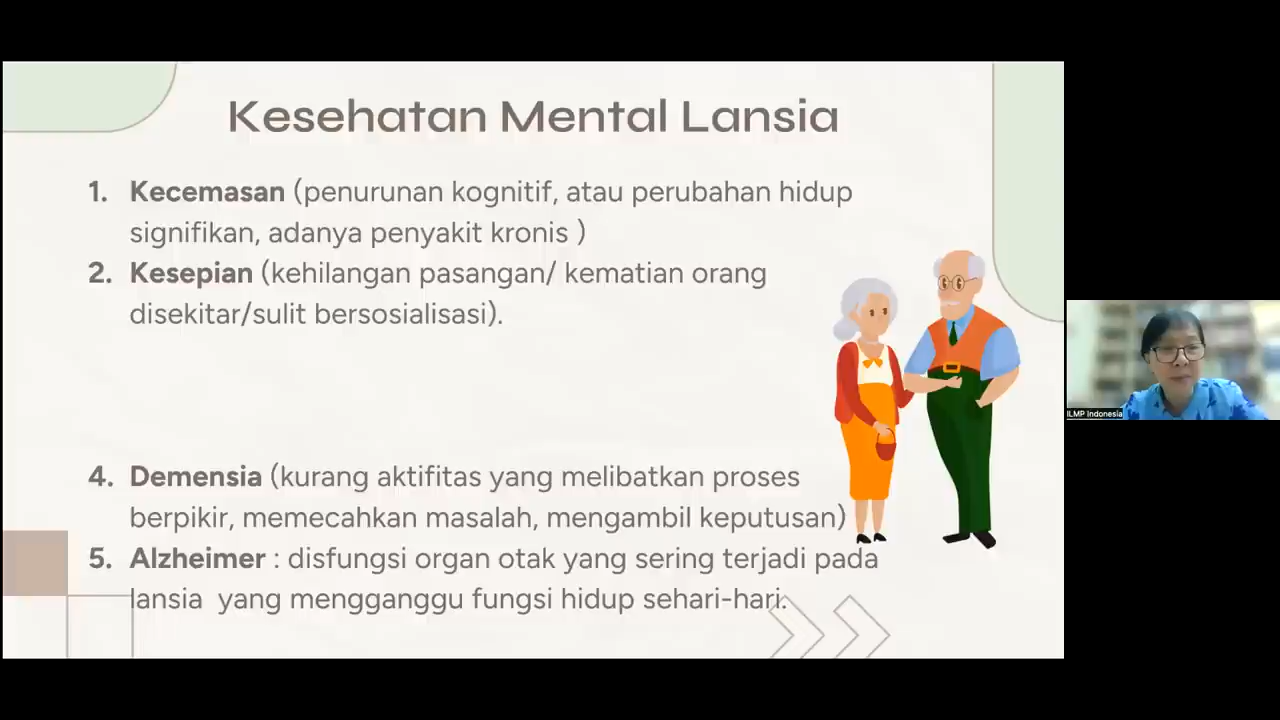 Kesehatan Mental Lansia
1. Kecemasan (penurunan kognitif, atau perubahan hidup
signifikan, adanya penyakit kronis )
2. Kesepian (kehilangan pasangan/ kematian orang
disekitar/sulit bersosialisasi).
4. Demensia (kurang aktifitas yang melibatkan proses
berpikir, memecahkan masalah, mengambil keputusan)
5. Alzheimer : disfungsi organ otak yang sering terjadi pada
lansia  yang mengganggu fungsi hidup sehari-hari.
ILMP Indonesia